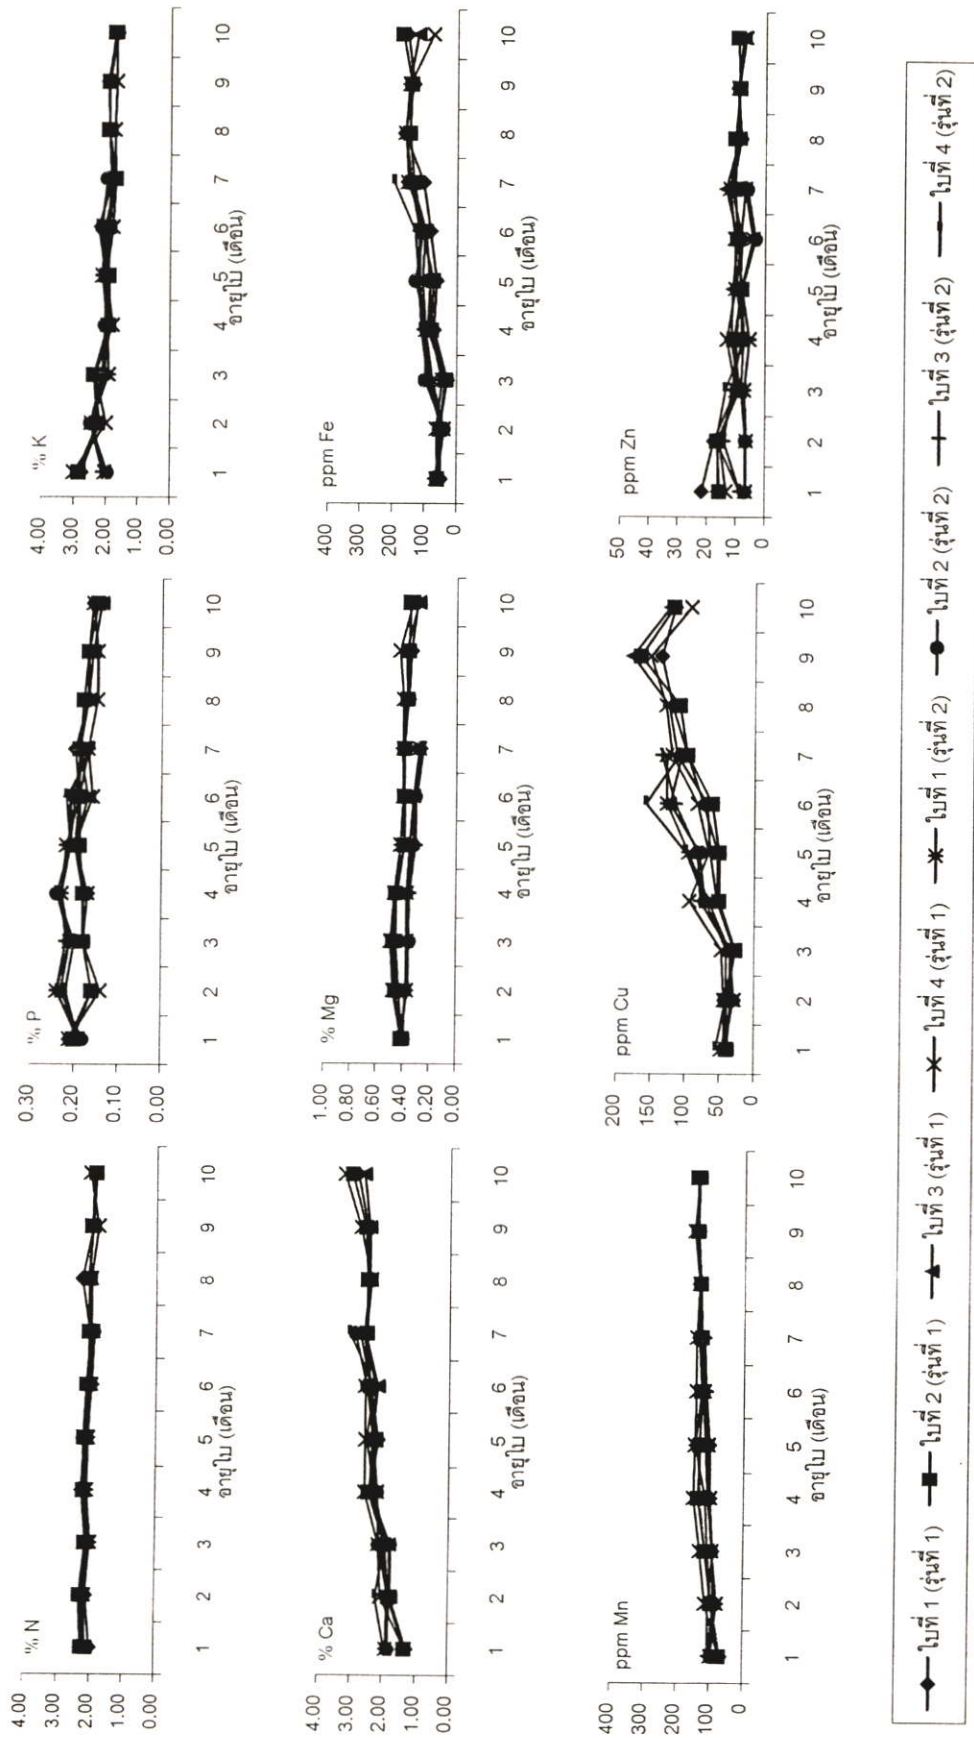 % N
4.00
3.00
2.00
1.00
0.00
1 2 3 4 5 6 7 8 9 10
อายุใบ (เดือน)
% P
0.30
0.20
0.10
0.00
1 2 3 4 5 6 7 8 9 10
อายุใบ (เดือน)
% K
4.00
3.00
2.00
1.00
0.00
1 2 3 4 5 6 7 8 9 10
อายุใบ (เดือน)
% Ca
4.00
3.00
2.00
1.00
0.00
1 2 3 4 5 6 7 8 9 10
อายุใบ (เดือน)
% Mg
1.00
0.80
0.60
0.40
0.20
0.00
1 2 3 4 5 6 7 8 9 10
อายุใบ (เดือน)
ppm Fe
400
300
200
100
0
1 2 3 4 5 6 7 8 9 10
อายุใบ (เดือน)
ppm Mn
400
300
200
100
0
1 2 3 4 5 6 7 8 9 10
อายุใบ (เดือน)
ppm Cu
200
150
100
50
0
1 2 3 4 5 6 7 8 9 10
อายุใบ (เดือน)
ppm Zn
50
40
30
20
10
0
1 2 3 4 5 6 7 8 9 10
อายุใบ (เดือน)
ใบที่ 1 (รุ่นที่ 1) ใบที่ 2 (รุ่นที่ 1) ใบที่ 3 (รุ่นที่ 1) ใบที่ 4 (รุ่นที่ 1) ใบที่ 1 (รุ่นที่ 2) ใบที่ 2 (รุ่นที่ 2) ใบที่ 3 (รุ่นที่ 2) ใบที่ 4 (รุ่นที่ 2)